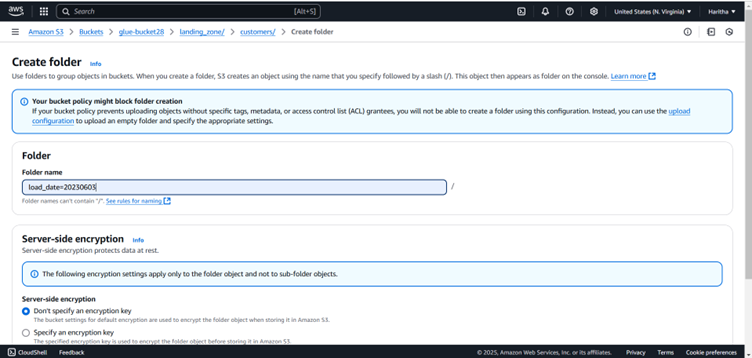 aws Search [Alt+S] United States (N. Virginia) Haritha
Amazon S3 > Buckets > glue-bucket28 > landing_zone/ > customers/ > Create folder
Create folder Info
Use folders to group objects in buckets. When you create a folder, S3 creates an object using the name that you specify followed by a slash (/). This object then appears as folder on the console. Learn more
Your bucket policy might block folder creation
If your bucket policy prevents uploading objects without specific tags, metadata, or access control list (ACL) grantees, you will not be able to create a folder using this configuration. Instead, you can use the upload
configuration to upload an empty folder and specify the appropriate settings.
Folder
Folder name
load_date=20230603 /
Folder names can't contain "/". See rules for naming
Server-side encryption Info
Server-side encryption protects data at rest.
The following encryption settings apply only to the folder object and not to sub-folder objects.
Server-side encryption
Don't specify an encryption key
The bucket settings for default encryption are used to encrypt the folder object when storing it in Amazon S3.
Specify an encryption key
The specified encryption key is used to encrypt the folder object before storing it in Amazon S3.
CloudShell Feedback © 2025, Amazon Web Services, Inc. or its affiliates. Privacy Terms Cookie preferences